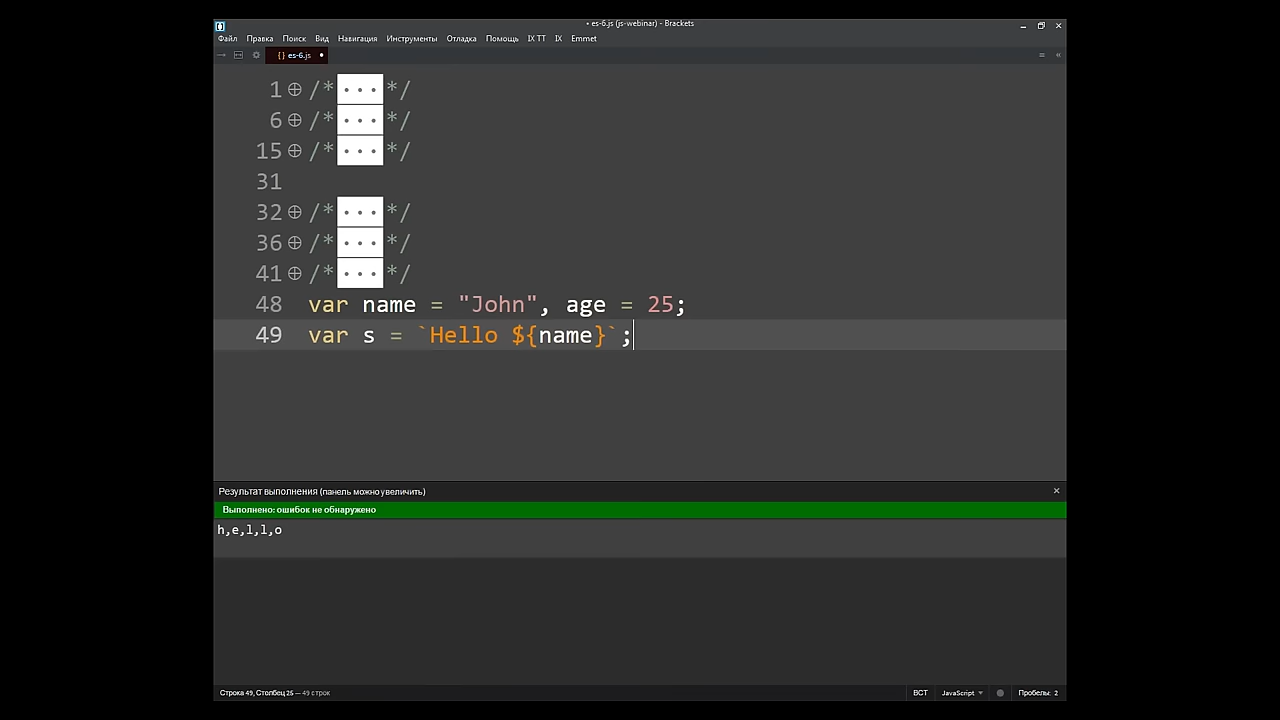 • es-6.js (js-webinar) - Brackets
Файл Правка Поиск Вид Навигация Инструменты Отладка Помощь IX TT IX Emmet
{} es-6.js •
1 /*...*/
6 /*...*/
15 /*...*/
31
32 /*...*/
36 /*...*/
41 /*...*/
48 var name = "John", age = 25;
49 var s = `Hello ${name}`;
Результат выполнения (панель можно увеличить)
Выполнено: ошибок не обнаружено
h,e,l,l,o
Строка 49, Столбец 25 — 49 строк ВСТ JavaScript Пробелы: 2